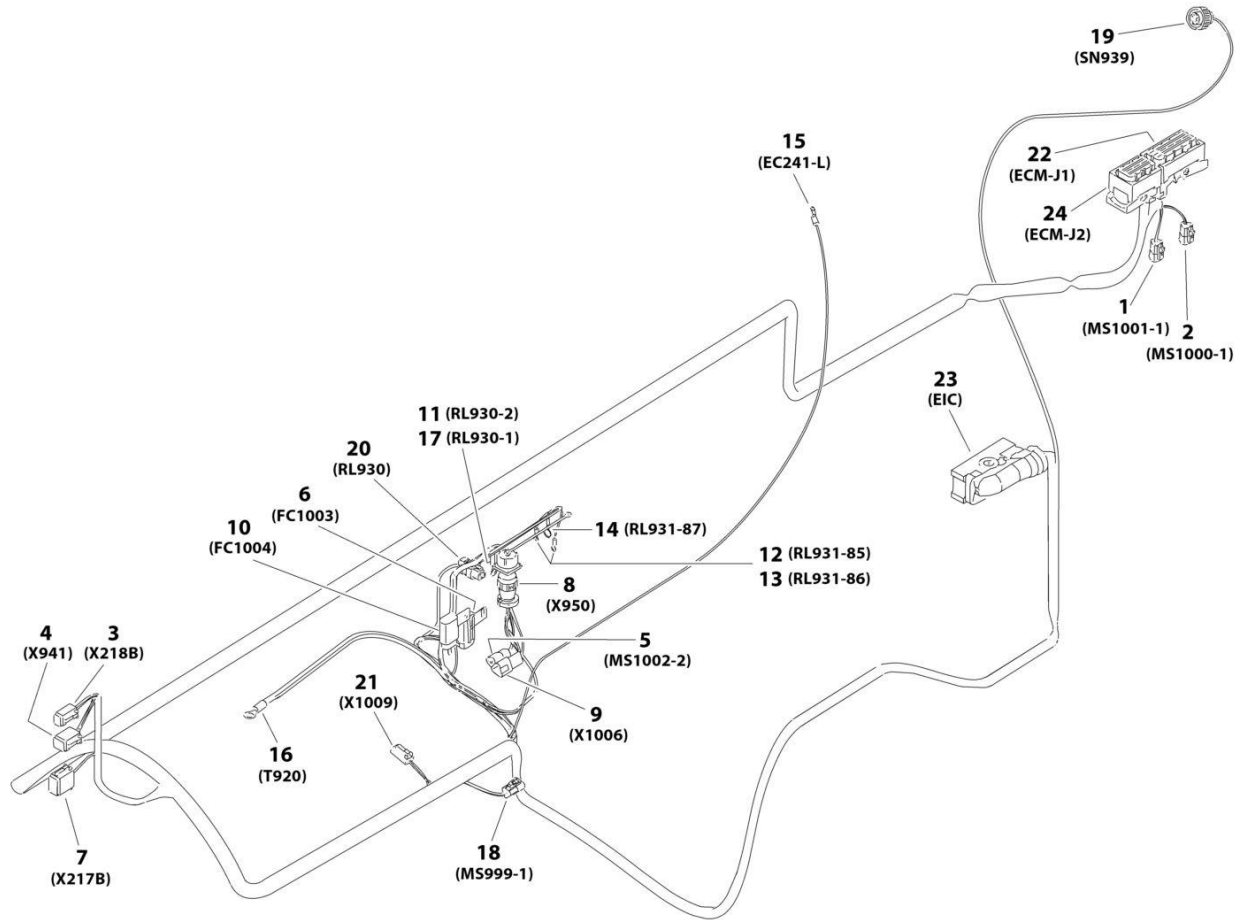 19
(SN939)
15
(EC241-L)
22
(ECM-J1)
24
(ECM-J2)
1
(MS1001-1)
2
(MS1000-1)
23
(EIC)
11 (RL930-2)
17 (RL930-1)
20
(RL930)
6
(FC1003)
10
(FC1004)
14 (RL931-87)
12 (RL931-85)
13 (RL931-86)
8
(X950)
5
(MS1002-2)
4
(X941)
3
(X218B)
21
(X1009)
9
(X1006)
16
(T920)
7
(X217B)
18
(MS999-1)